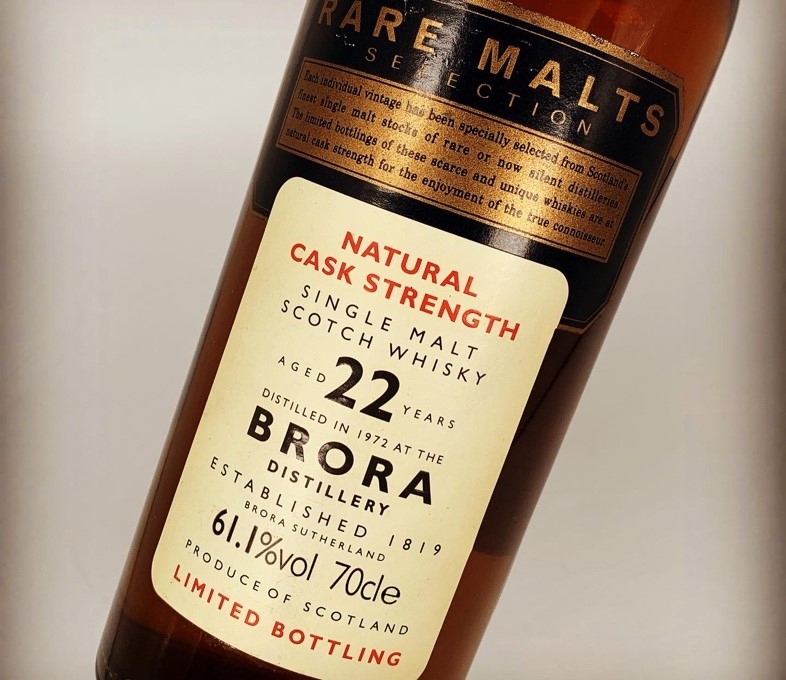 RARE MALTS
SELECTION
Each individual vintage has been specially selected from Scotland's
finest single malt stocks of rare or now silent distilleries
The limited bottlings of these scarce and unique whiskies are at
natural cask strength for the enjoyment of the true connoisseur
NATURAL
CASK STRENGTH
SINGLE MALT
SCOTCH WHISKY
AGED 22 YEARS
DISTILLED IN 1972 AT THE
BRORA
DISTILLERY
ESTABLISHED 1819
BRORA SUTHERLAND
61.1%vol 70cle
PRODUCE OF SCOTLAND
LIMITED BOTTLING